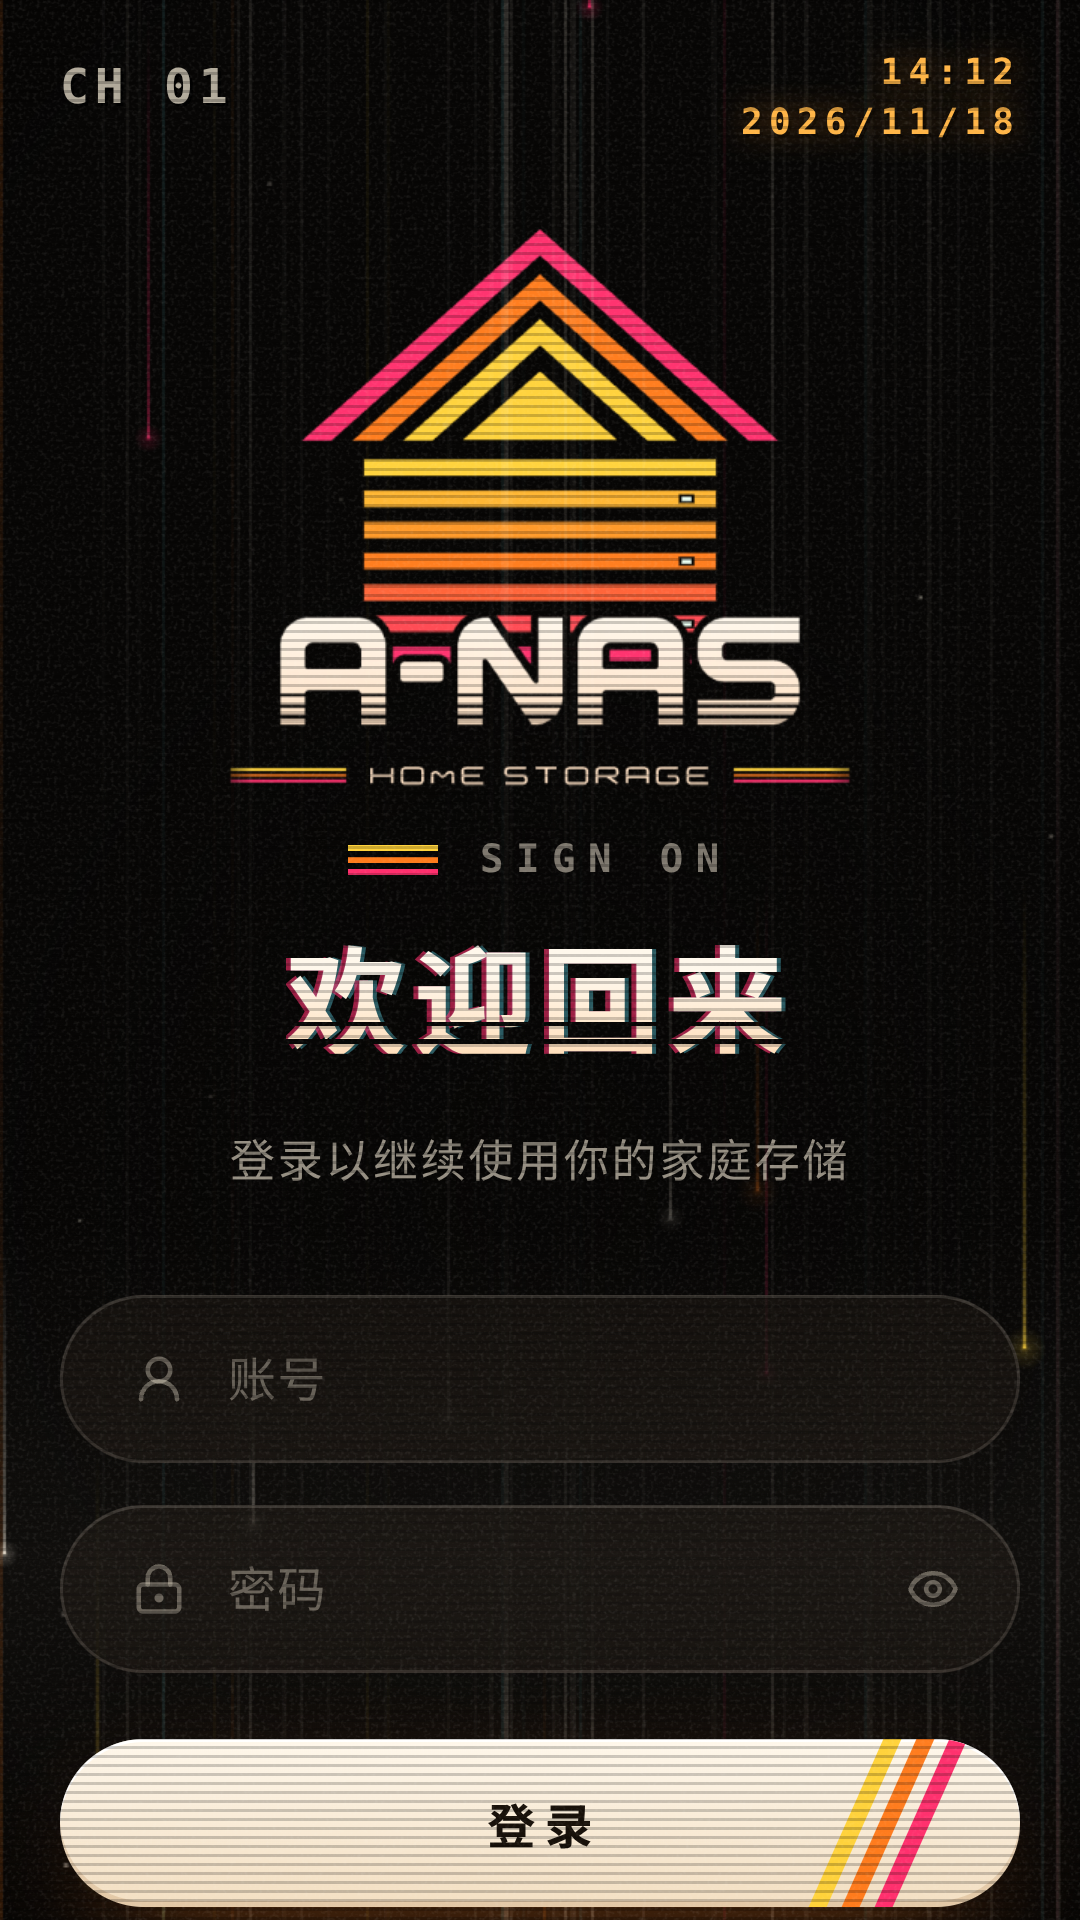 CH 01
14:12
2026/11/18
A-NAS
HOME STORAGE
SIGN ON
欢迎回来
登录以继续使用你的家庭存储
账号
密码
登录